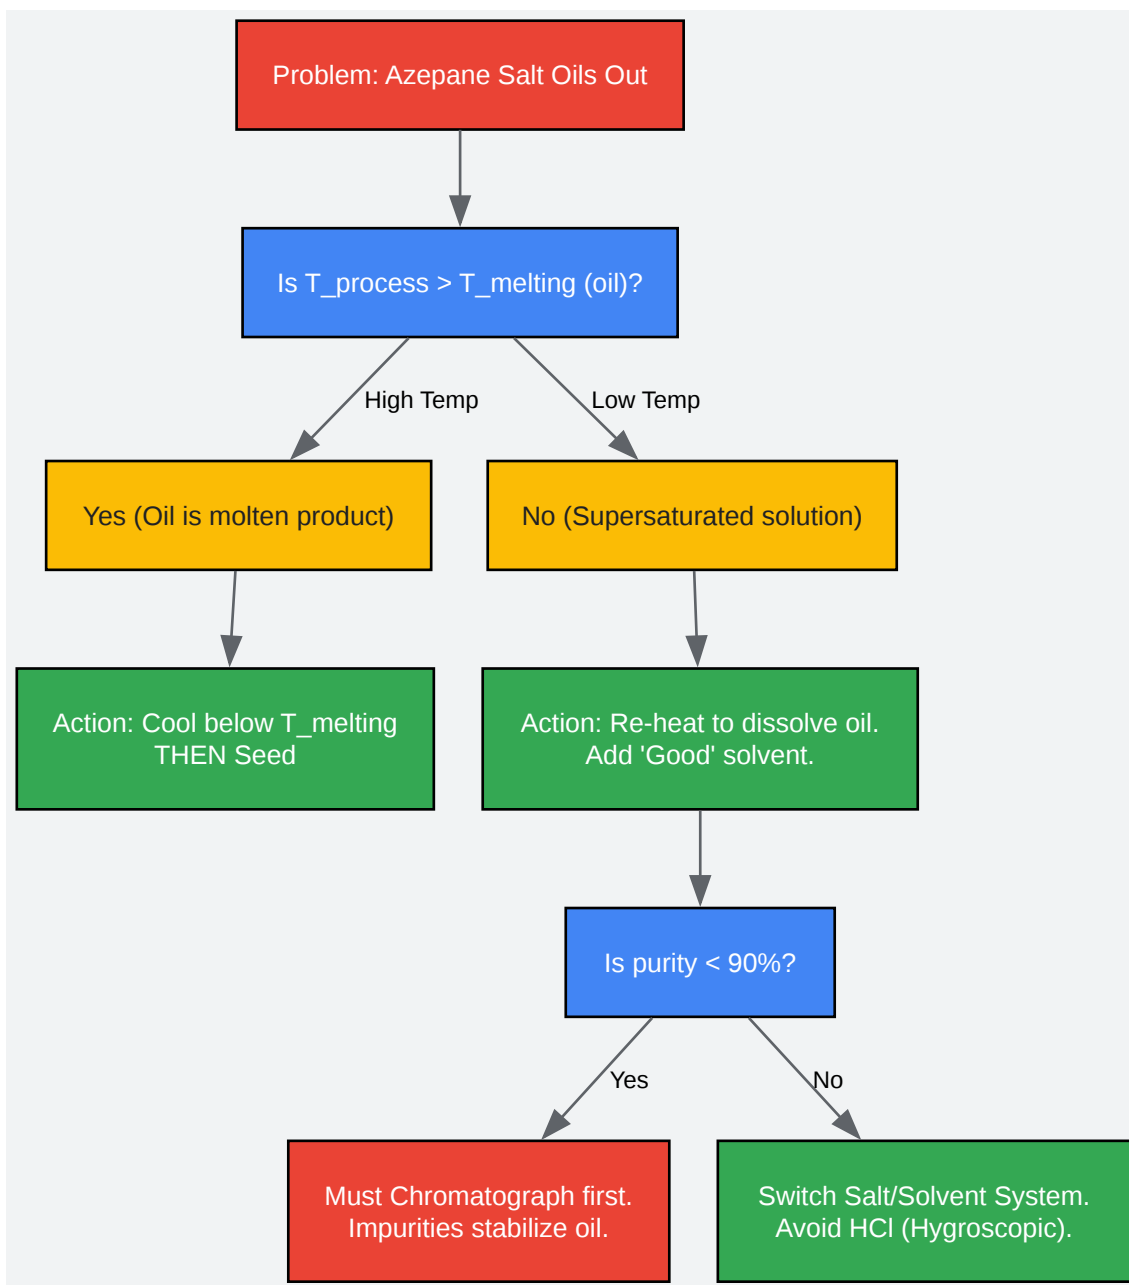 Problem: Azepane Salt Oils Out
Is T_process > T_melting (oil)?
High Temp
Low Temp
Yes (Oil is molten product)
No (Supersaturated solution)
Action: Cool below T_melting
THEN Seed
Action: Re-heat to dissolve oil.
Add 'Good' solvent.
Is purity < 90%?
Yes
No
Must Chromatograph first.
Impurities stabilize oil.
Switch Salt/Solvent System.
Avoid HCl (Hygroscopic).